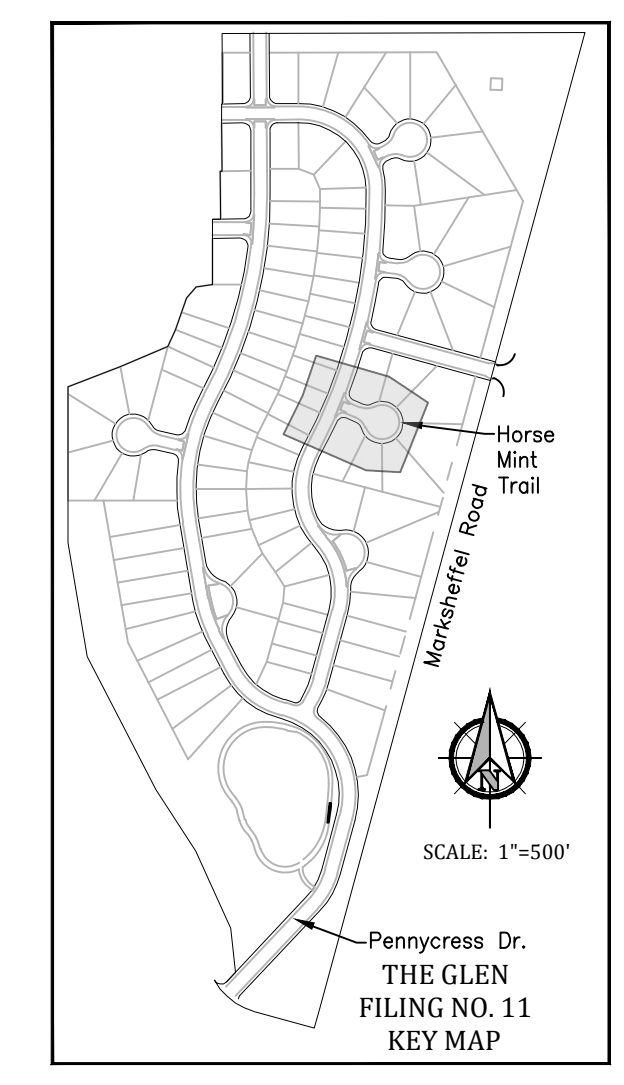 Horse
Mint
Trail
Marksheffel Road
N
SCALE: 1"=500'
Pennycress Dr.
THE GLEN
FILING NO. 11
KEY MAP